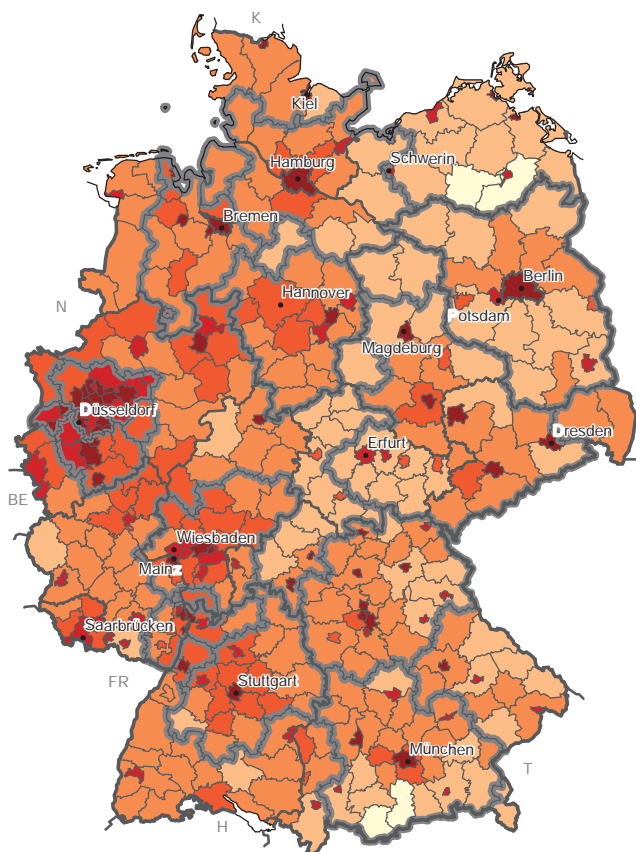 K
Kiel
Hamburg
Schwerin
Bremen
Berlin
N
Hannover
Potsdam
Magdeburg
Düsseldorf
Dresden
Erfurt
BE
Wiesbaden
Mainz
Saarbrücken
FR
Stuttgart
München
T
H